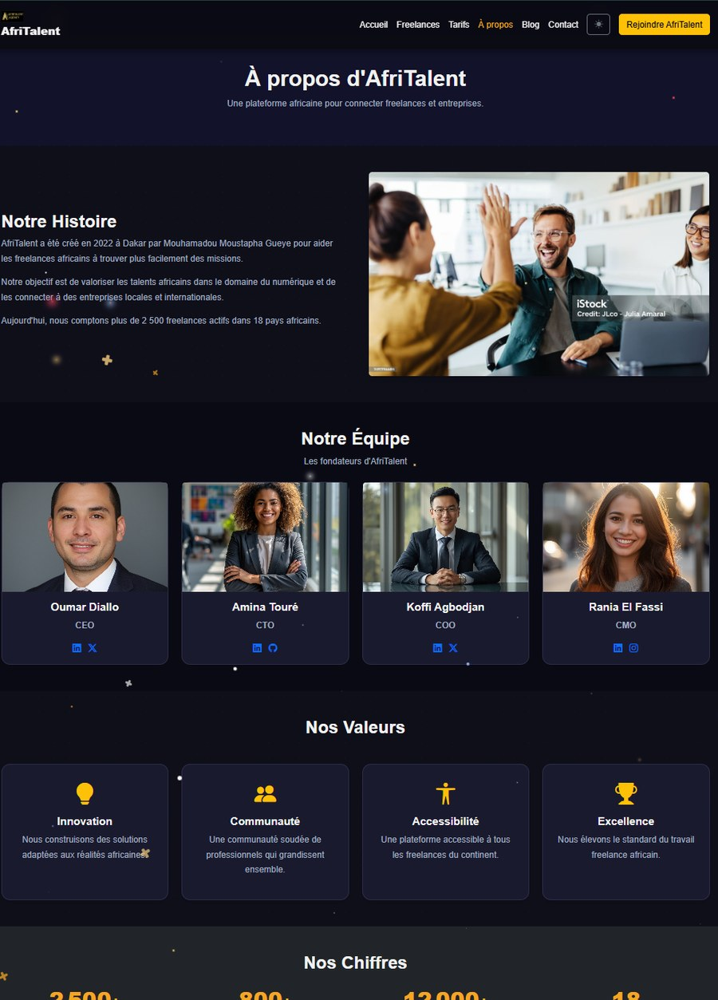 AfriTalent
Accueil Freelances Tarifs À propos Blog Contact
Rejoindre AfriTalent
À propos d'AfriTalent
Une plateforme africaine pour connecter freelances et entreprises.
Notre Histoire
AfriTalent a été créé en 2022 à Dakar par Mouhamadou Moustapha Gueye pour aider
les freelances africains à trouver plus facilement des missions.
Notre objectif est de valoriser les talents africains dans le domaine du numérique et de
les connecter à des entreprises locales et internationales.
Aujourd'hui, nous comptons plus de 2 500 freelances actifs dans 18 pays africains.
iStock
Credit: JLco - Julia Amaral
Notre Équipe
Les fondateurs d'AfriTalent
Oumar Diallo
CEO
Amina Touré
CTO
Koffi Agbodjan
COO
Rania El Fassi
CMO
Nos Valeurs
Innovation
Nous construisons des solutions
adaptées aux réalités africaines.
Communauté
Une communauté soudée de
professionnels qui grandissent
ensemble.
Accessibilité
Une plateforme accessible à tous
les freelances du continent.
Excellence
Nous élevons le standard du travail
freelance africain.
Nos Chiffres
2 500+ 800+ 12 000+ 18